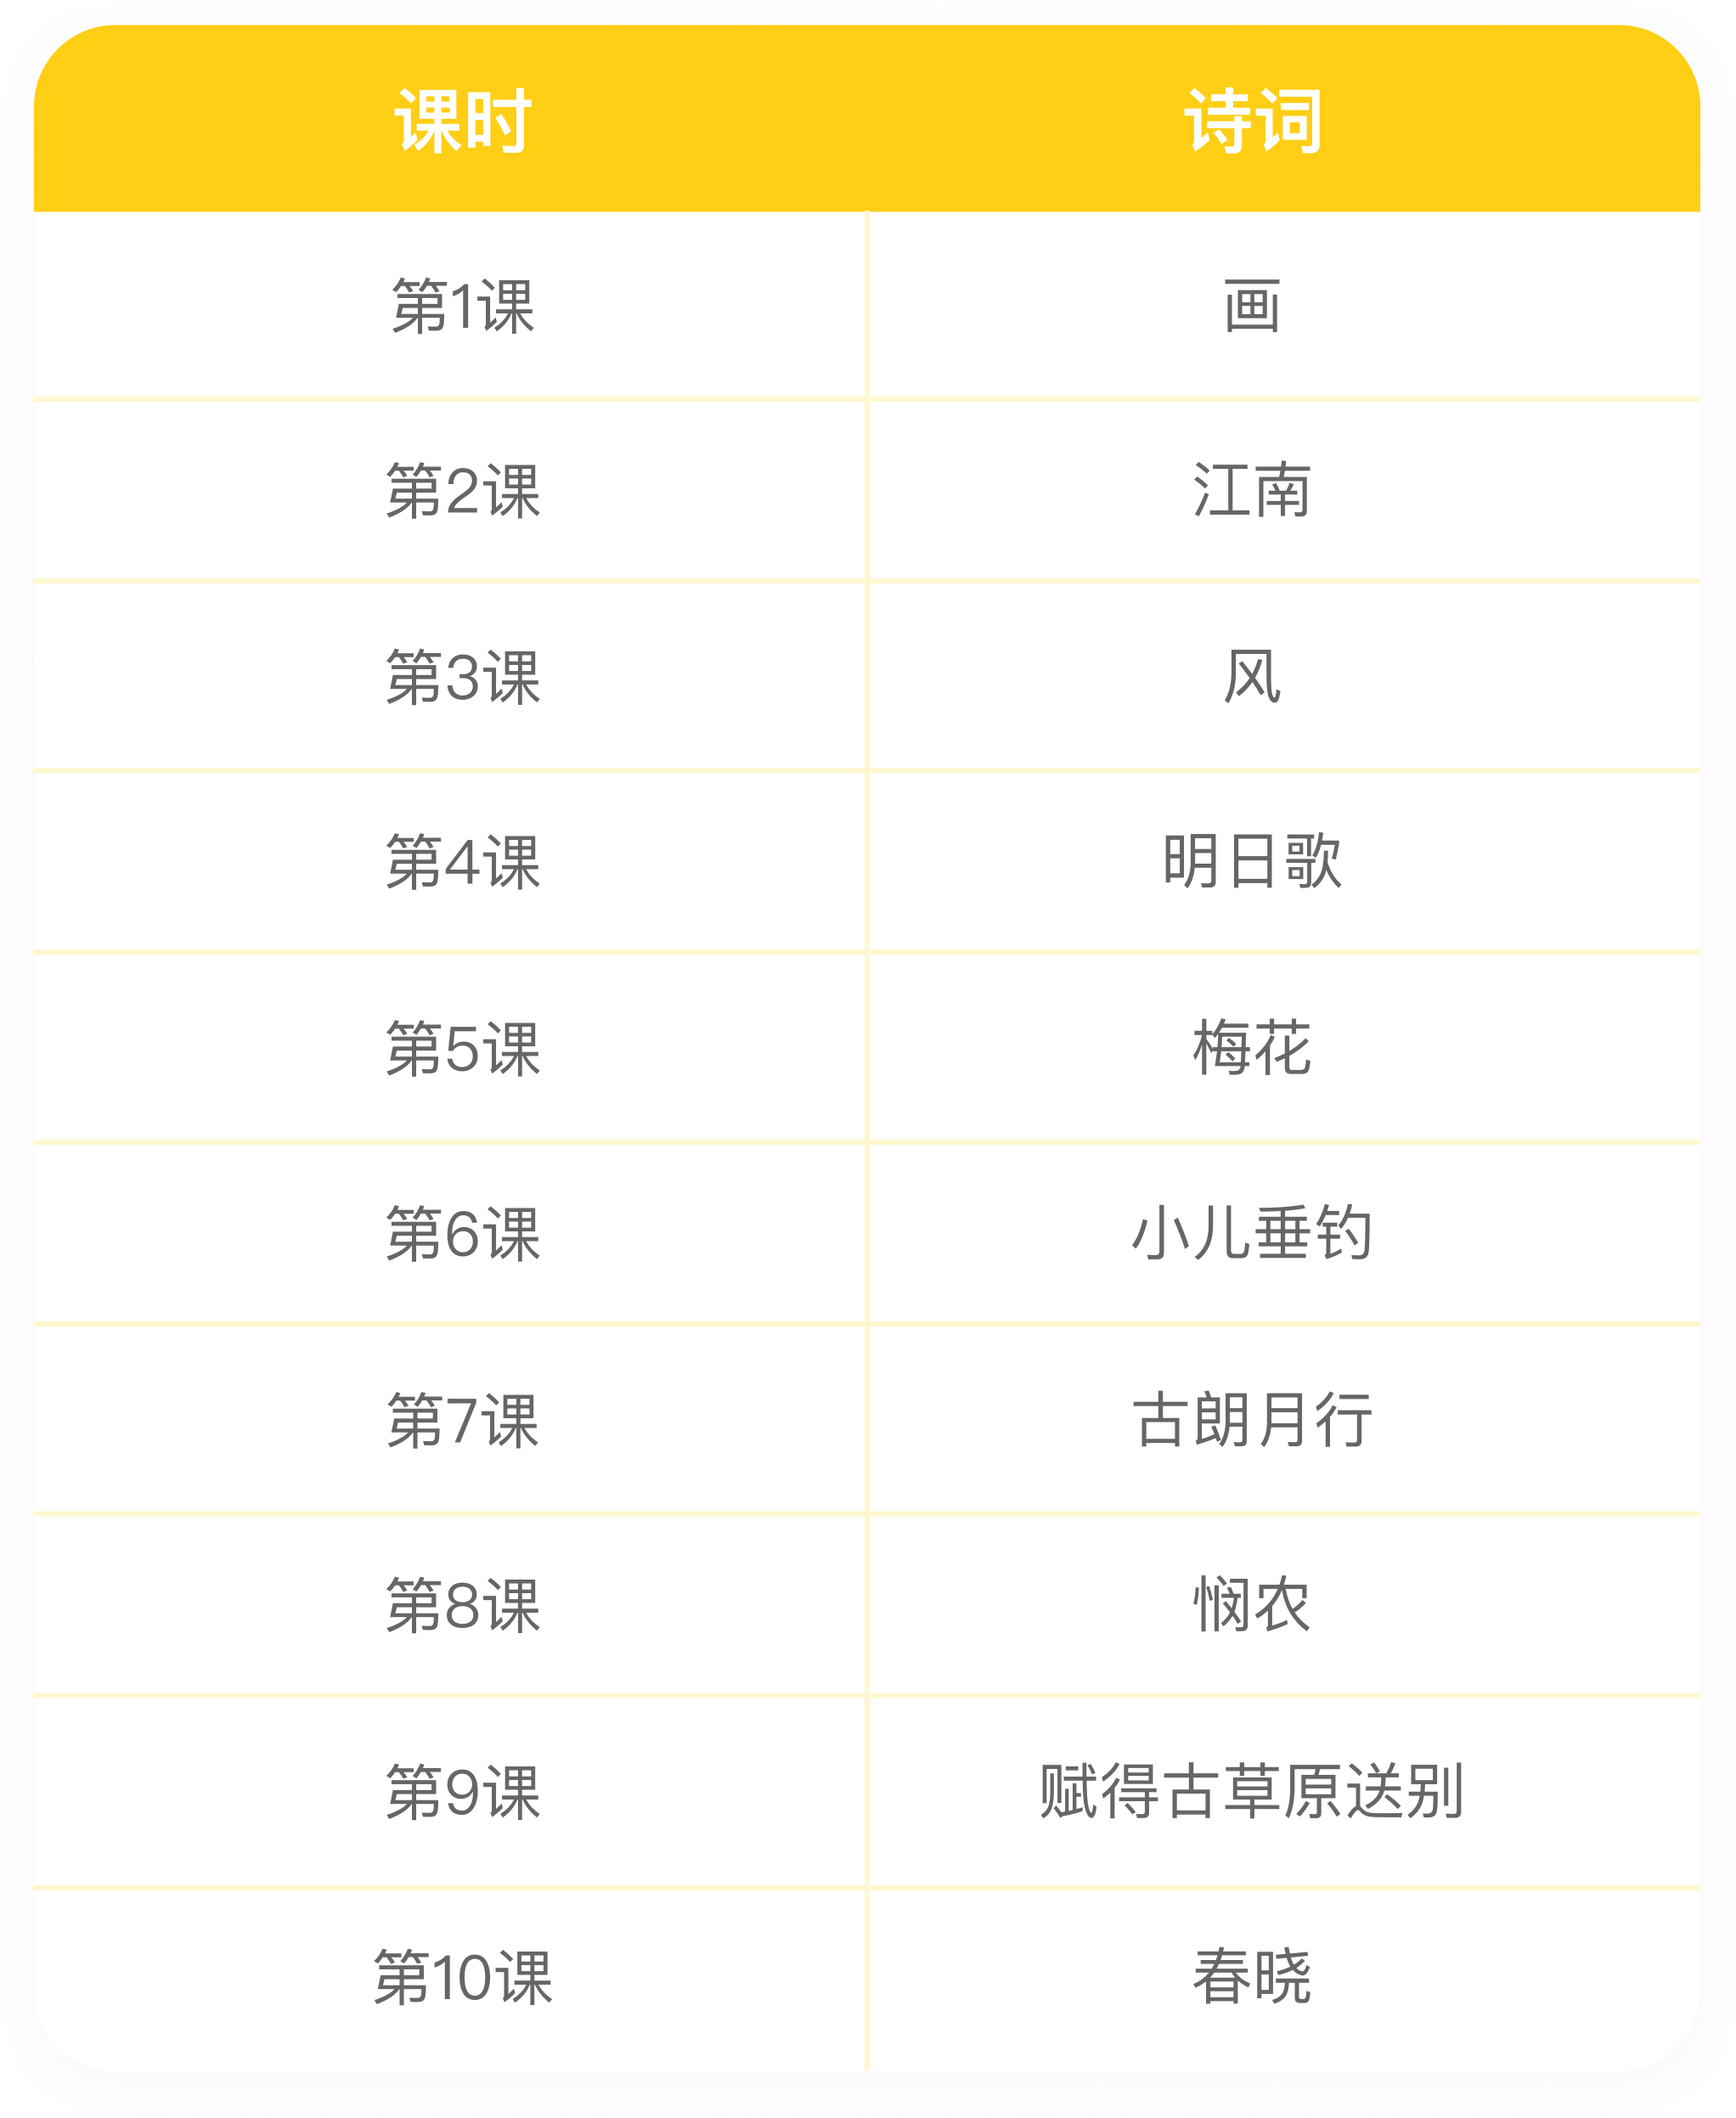 课时 诗词
第1课 画
第2课 江南
第3课 风
第4课 明日歌
第5课 梅花
第6课 小儿垂钓
第7课 古朗月行
第8课 悯农
第9课 赋得古草原送别
第10课 春晓